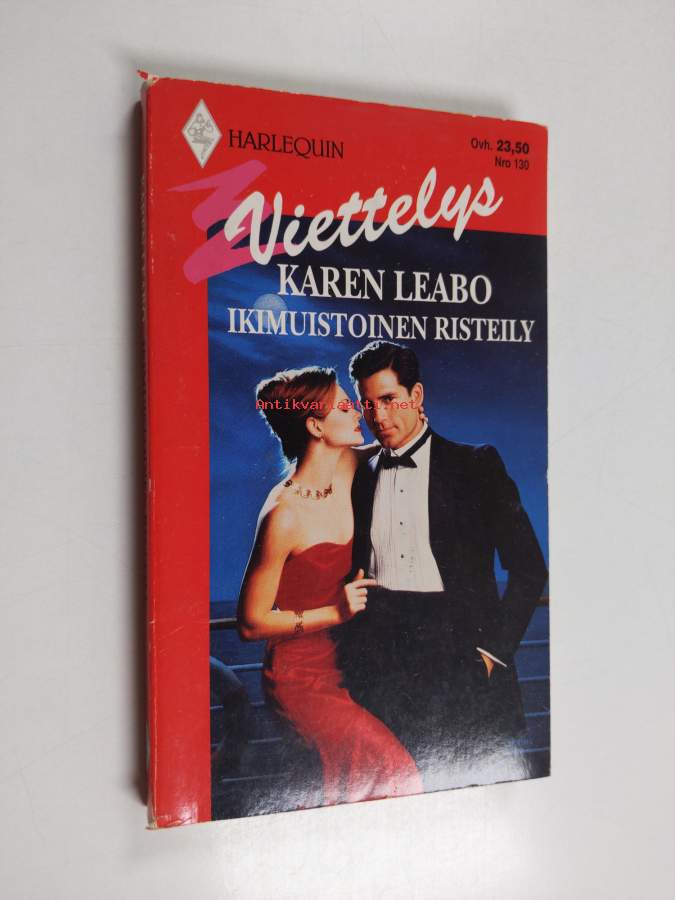 HARLEQUIN
Ovh. 23,50
Nro 130
Viettelys
KAREN LEABO
IKIMUISTOINEN RISTEILY
Antikvariaatti.net